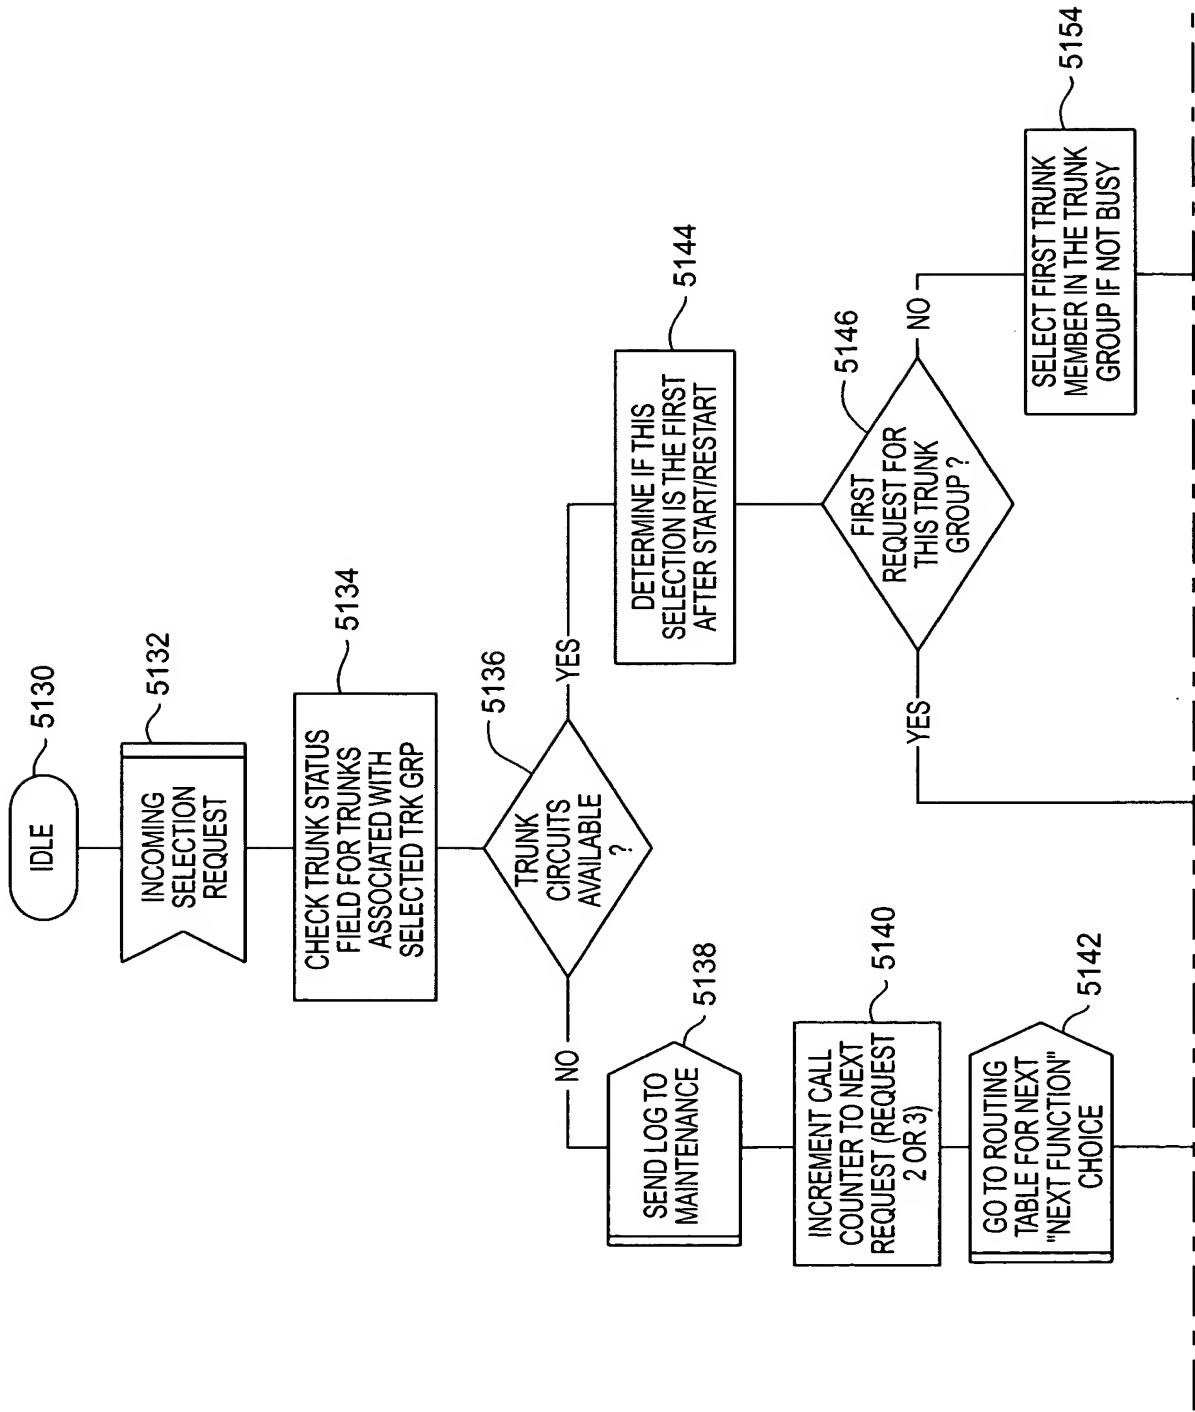 IDLE
5130
INCOMING
SELECTION
REQUEST
5132
CHECK TRUNK STATUS
FIELD FOR TRUNKS
ASSOCIATED WITH
SELECTED TRK GRP
5134
TRUNK
CIRCUITS
AVAILABLE
?
5136
NO
YES
SEND LOG TO
MAINTENANCE
5138
INCREMENT CALL
COUNTER TO NEXT
REQUEST (REQUEST
2 OR 3)
5140
GO TO ROUTING
TABLE FOR NEXT
"NEXT FUNCTION"
CHOICE
5142
DETERMINE IF THIS
SELECTION IS THE FIRST
AFTER START/RESTART
5144
FIRST
REQUEST FOR
THIS TRUNK
GROUP ?
5146
YES
NO
SELECT FIRST TRUNK
MEMBER IN THE TRUNK
GROUP IF NOT BUSY
5154